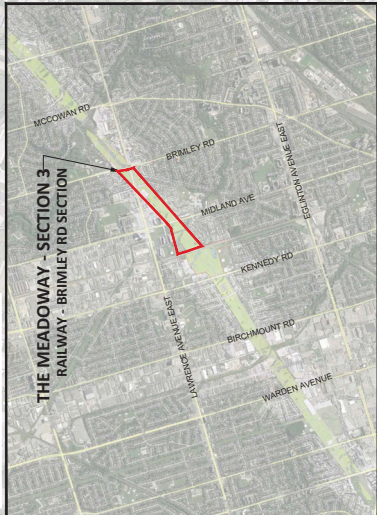 THE MEADOWAY - SECTION 3
RAILWAY - BRIMLEY RD SECTION
MCCOWAN RD
BRIMLEY RD
MIDLAND AVE
EGLINTON AVENUE EAST
KENNEDY RD
LAWRENCE AVENUE EAST
BIRCHMOUNT RD
WARDEN AVENUE